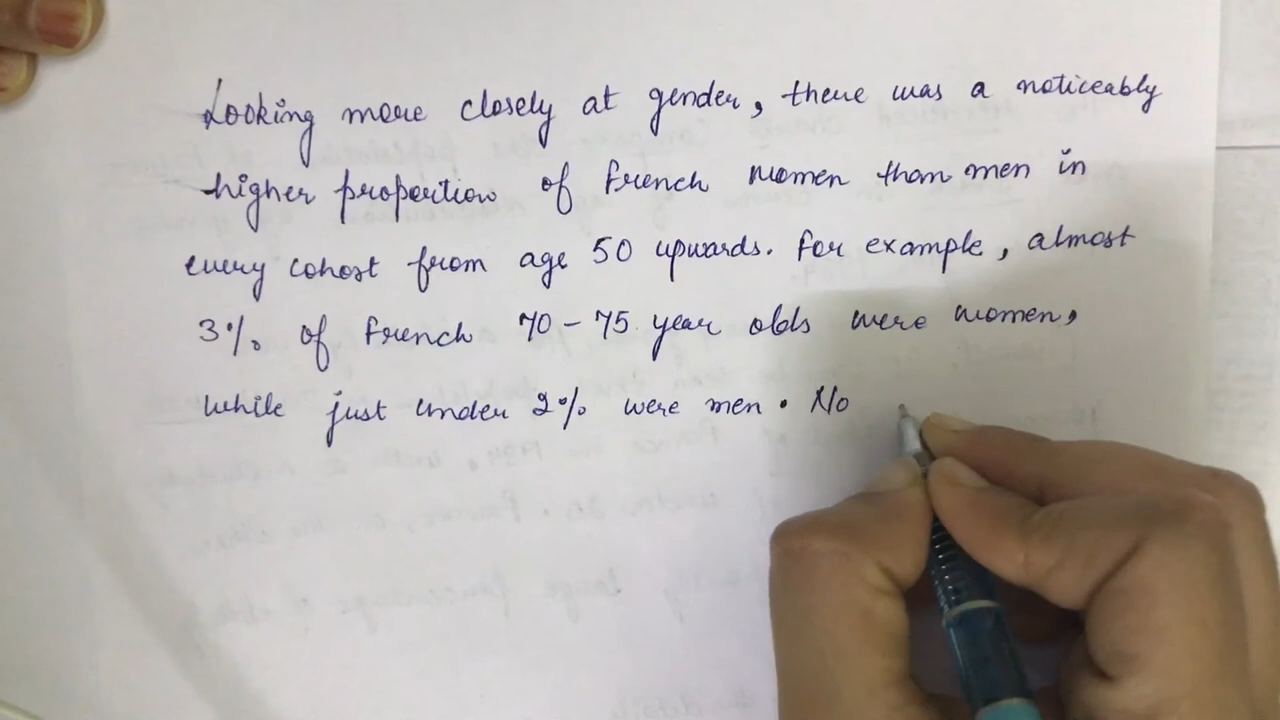 Looking more closely at gender, there was a noticeably
higher proportion of French women than men in
every cohost from age 50 upwards. For example, almost
3% of French 70-75 year olds were women,
while just under 2% were men. No